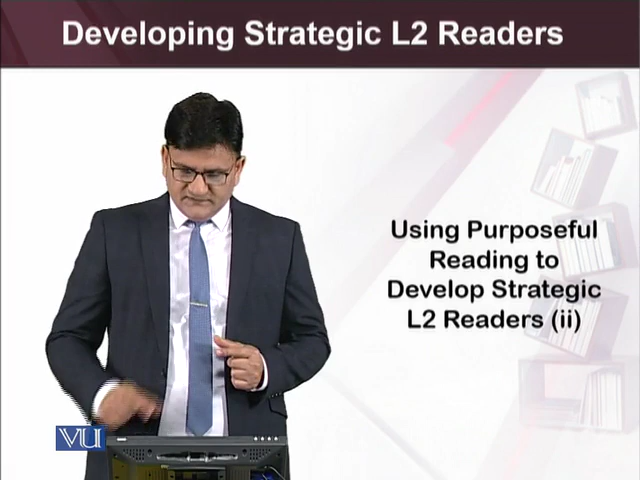 Developing Strategic L2 Readers
Using Purposeful
Reading to
Develop Strategic
L2 Readers (ii)
VU